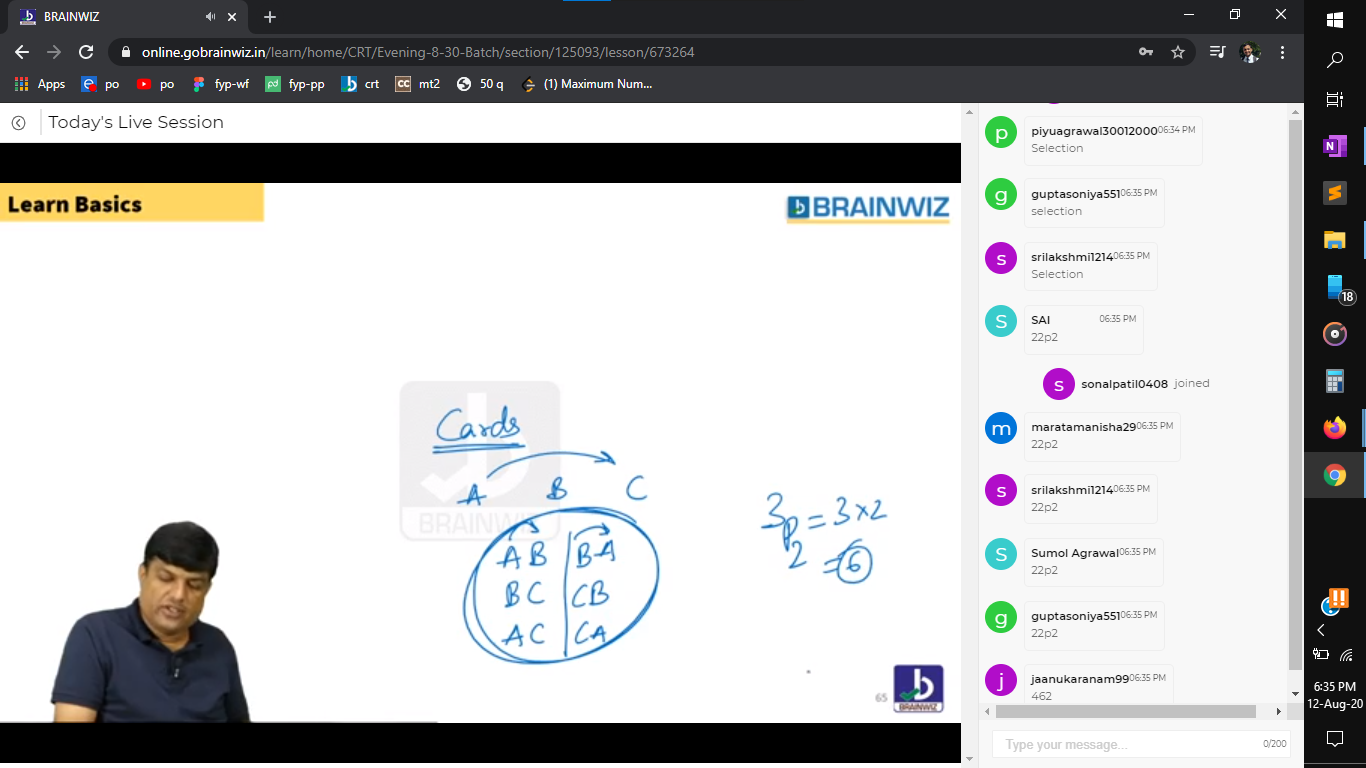 BRAINWIZ
online.gobrainwiz.in/learn/home/CRT/Evening-8-30-Batch/section/125093/lesson/673264
Apps po po fyp-wf fyp-pp crt CC mt2 50 q (1) Maximum Num...
Today's Live Session
Learn Basics
BRAINWIZ
Cards
A B C
AB BA
BC CB
AC CA
3p2 = 3×2
= 6
BRAINWIZ
65
BRAINWIZ
p
piyuagrawal30012000 06:34 PM
Selection
g
guptasoniya551 06:35 PM
selection
s
srilakshmi1214 06:35 PM
Selection
S
SAI 06:35 PM
22p2
s
sonalpatil0408 joined
m
maratamanisha29 06:35 PM
22p2
s
srilakshmi1214 06:35 PM
22p2
S
Sumol Agrawal 06:35 PM
22p2
g
guptasoniya551 06:35 PM
22p2
j
jaanukaranam99 06:35 PM
462
Type your message... 0/200
N
18
6:35 PM
12-Aug-20